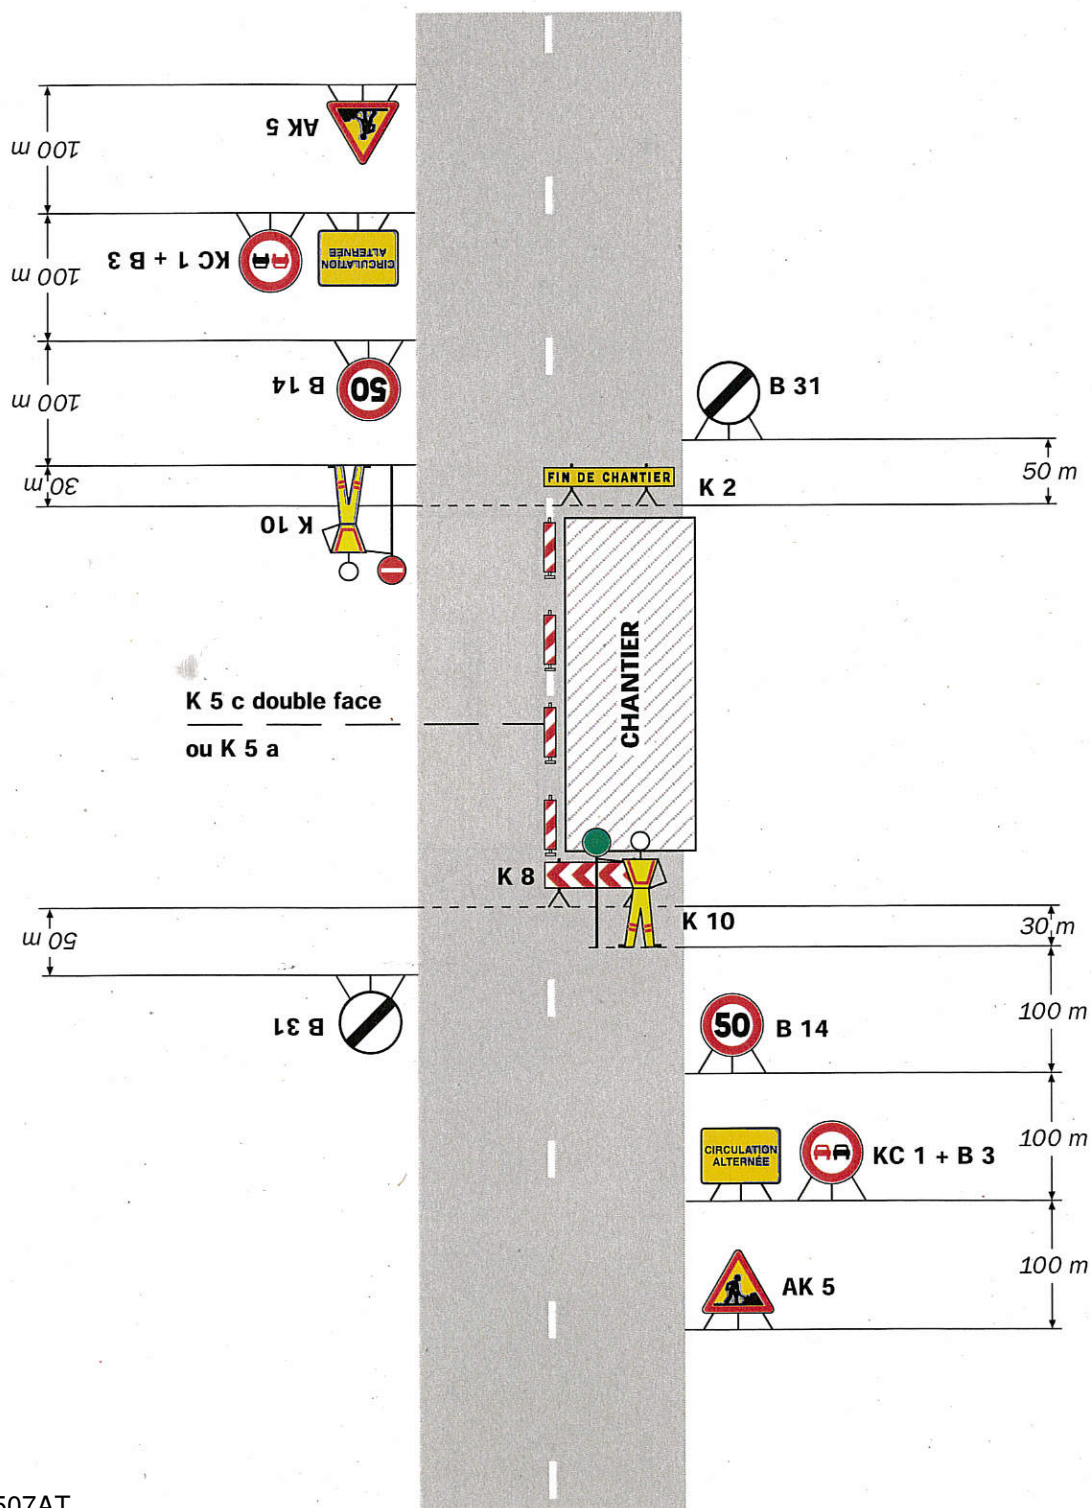 AK 5
100 m
KC 1 + B 3
CIRCULATION
ALTERNÉE
100 m
B 14
50
100 m
B 31
50 m
30 m
K 10
FIN DE CHANTIER
K 2
CHANTIER
K 5 c double face
ou K 5 a
K 8
K 10
30 m
50 m
B 31
50
B 14
100 m
CIRCULATION
ALTERNÉE
KC 1 + B 3
100 m
AK 5
100 m
507AT